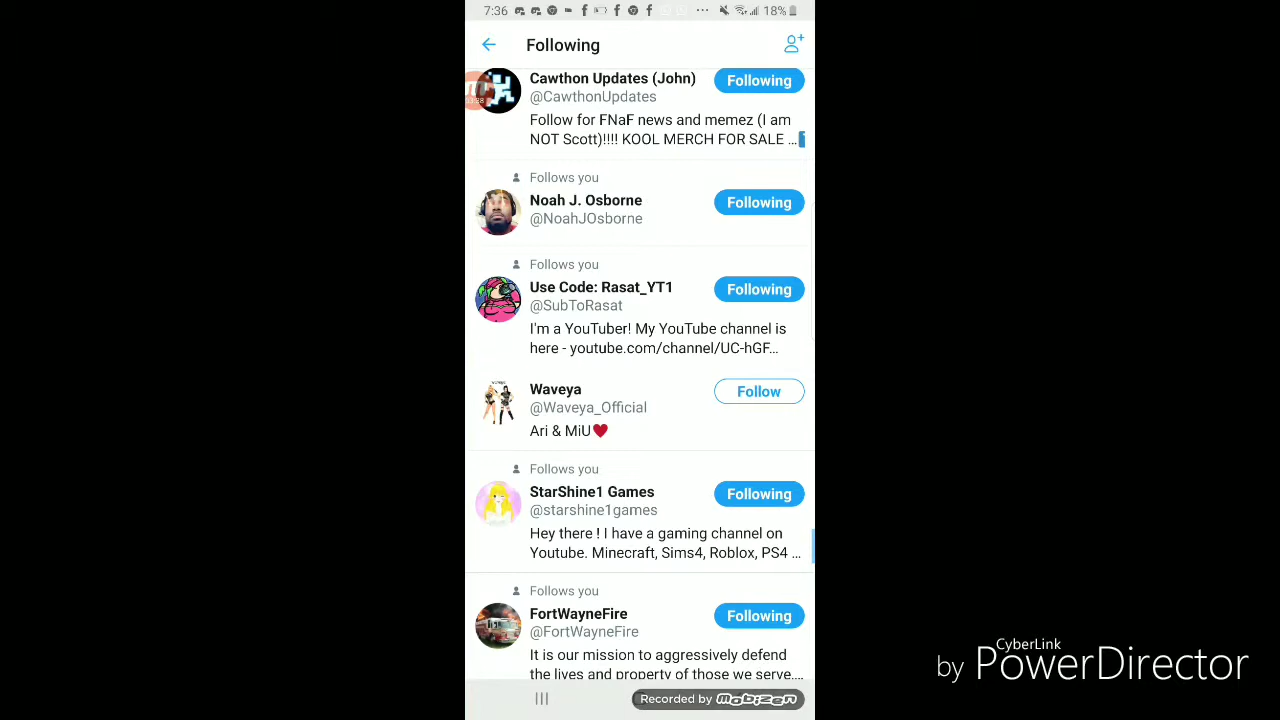 7:36
18%
Following
Cawthon Updates (John)
Following
@CawthonUpdates
Follow for FNaF news and memez (I am
NOT Scott)!!!! KOOL MERCH FOR SALE ...
Follows you
Noah J. Osborne
Following
@NoahJOsborne
Follows you
Use Code: Rasat_YT1
Following
@SubToRasat
I'm a YouTuber! My YouTube channel is
here - youtube.com/channel/UC-hGF...
Waveya
Follow
@Waveya_Official
Ari & MiU♥
Follows you
StarShine1 Games
Following
@starshine1games
Hey there ! I have a gaming channel on
Youtube. Minecraft, Sims4, Roblox, PS4 ...
Follows you
FortWayneFire
Following
@FortWayneFire
It is our mission to aggressively defend
the lives and property of those we serve....
Recorded by Mobizen
CyberLink
by PowerDirector